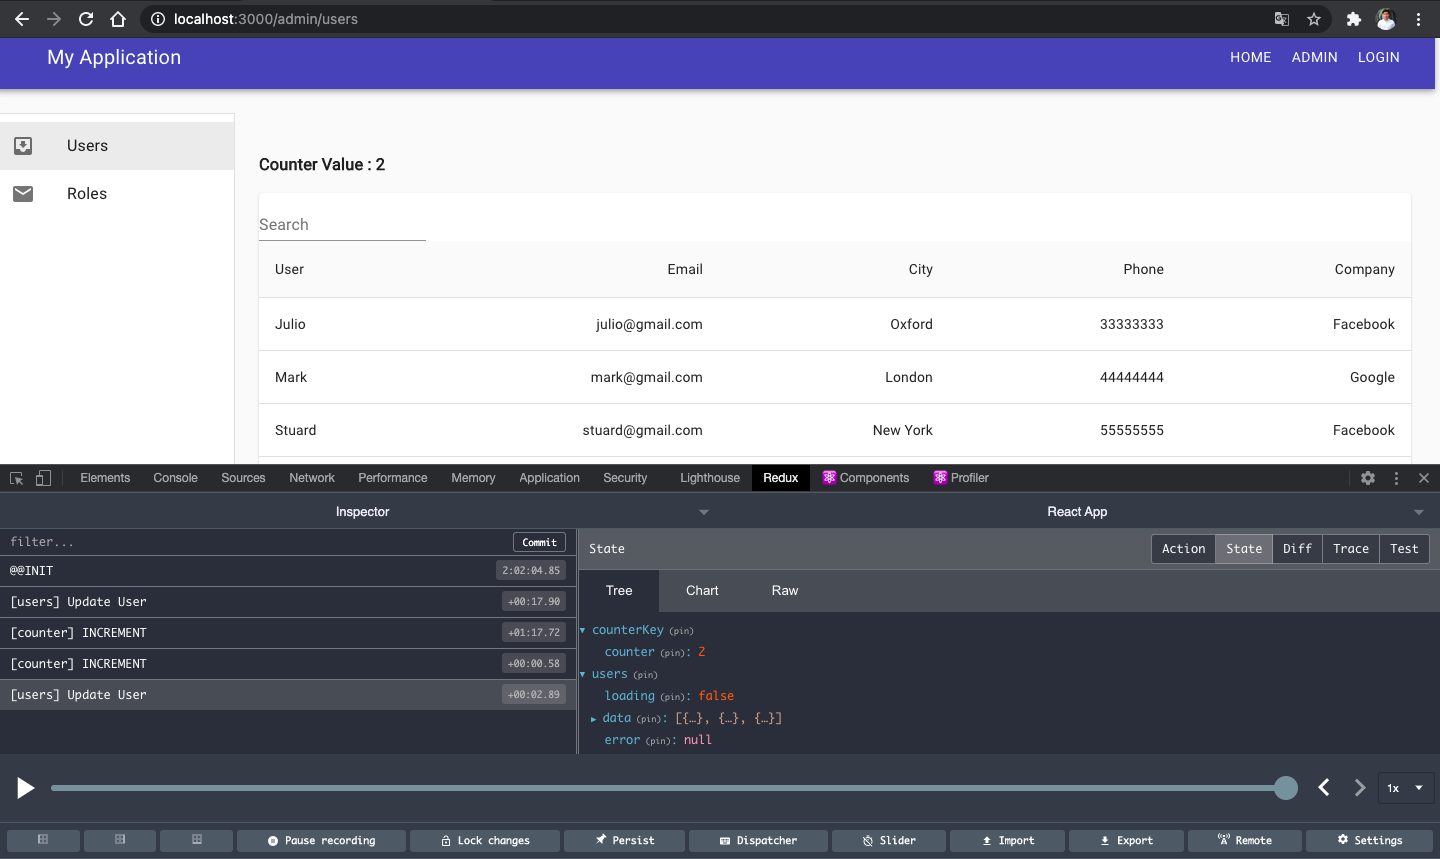 localhost:3000/admin/users
My Application HOME ADMIN LOGIN
Users
Roles
Counter Value : 2
Search
User Email City Phone Company
Julio julio@gmail.com Oxford 33333333 Facebook
Mark mark@gmail.com London 44444444 Google
Stuard stuard@gmail.com New York 55555555 Facebook
Elements Console Sources Network Performance Memory Application Security Lighthouse Redux Components Profiler
Inspector React App
filter... Commit
@@INIT 2:02:04.85
[users] Update User +00:17.90
[counter] INCREMENT +01:17.72
[counter] INCREMENT +00:00.58
[users] Update User +00:02.89
State Action State Diff Trace Test
Tree Chart Raw
counterKey (pin)
counter (pin): 2
users (pin)
loading (pin): false
data (pin): [{…}, {…}, {…}]
error (pin): null
1x
Pause recording Lock changes Persist Dispatcher Slider Import Export Remote Settings